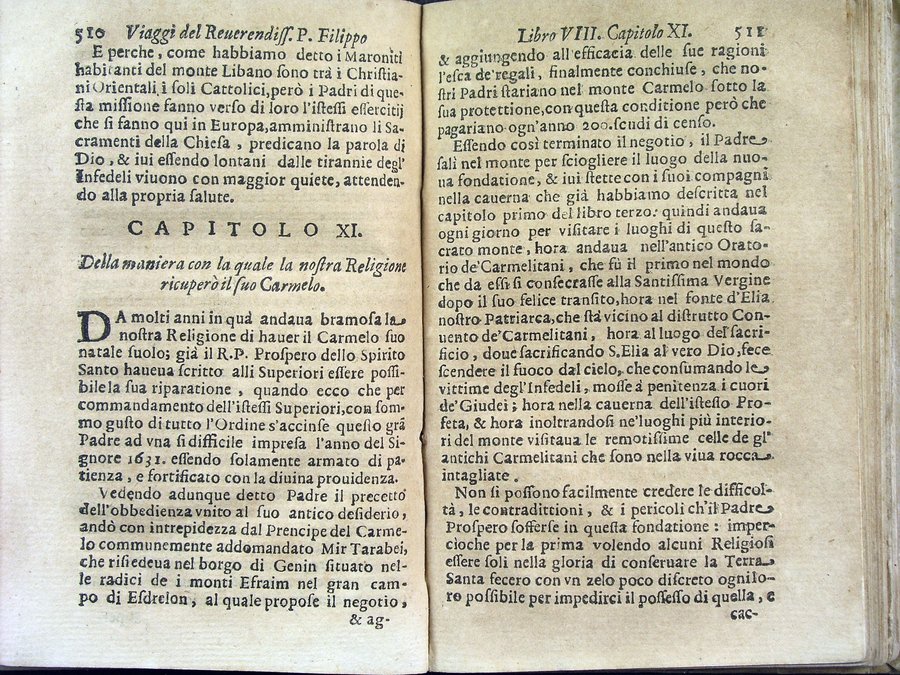 510 Viaggi del Reuerendiss. P. Filippo
E perche, come habbiamo detto i Maroniti
habitanti del monte Libano sono trà i Christia-
ni Orientali i soli Cattolici, però i Padri di que-
sta missione fanno verso di loro l'istessi essercitij
che si fanno qui in Europa, amministrano li Sa-
cramenti della Chiesa, predicano la parola di
Dio, & iui essendo lontani dalle tirannie degl'
Infedeli viuono con maggior quiete, attenden-
do alla propria salute.
CAPITOLO XI.
Della maniera con la quale la nostra Religione
ricuperò il suo Carmelo.
DA molti anni in quà andaua bramosa la
nostra Religione di hauer il Carmelo suo
natale suolo; già il R.P. Prospero dello Spirito
Santo haueua scritto alli Superiori essere possi-
bile la sua riparatione, quando ecco che per
commandamento dell'istessi Superiori, con som-
mo gusto di tutto l'Ordine s'accinse questo grã
Padre ad vna sì difficile impresa l'anno del Si-
gnore 1631. essendo solamente armato di pa-
tienza, e fortificato con la diuina prouidenza.
Vedendo adunque detto Padre il precetto
dell'obbedienza vnito al suo antico desiderio,
andò con intrepidezza dal Prencipe del Carme-
lo communemente addomandato Mir Tarabei,
che risiedeua nel borgo di Genin situato nel-
le radici de i monti Efraim nel gran cam-
po di Esdrelon, al quale propose il negotio,
& ag-
Libro VIII. Capitolo XI. 511
& aggiungendo all'efficacia delle sue ragioni
l'esca de'regali, finalmente conchiuse, che no-
stri Padri stariano nel monte Carmelo sotto la
sua protettione, con questa conditione però che
pagariano ogn'anno 200. scudi di censo.
Essendo così terminato il negotio, il Padre
salì nel monte per sciogliere il luogo della nuo-
ua fondatione, & iui stette con i suoi compagni
nella cauerna che già habbiamo descritta nel
capitolo primo del libro terzo: quindi andaua
ogni giorno per visitare i luoghi di questo sa-
crato monte, hora andaua nell'antico Orato-
rio de'Carmelitani, che fù il primo nel mondo
che da essi si consecrasse alla Santissima Vergine
dopo il suo felice transito, hora nel fonte d'Elia
nostro Patriarca, che stà vicino al distrutto Con-
uento de'Carmelitani, hora al luogo del sacri-
ficio, doue sacrificando S. Elia al vero Dio, fece
scendere il fuoco dal cielo, che consumando le
vittime degl'Infedeli, mosse à penitenza i cuori
de'Giudei; hora nella cauerna dell'istesso Pro-
feta, & hora inoltrandosi ne'luoghi più interio-
ri del monte visitaua le remotissime celle de gl'
antichi Carmelitani che sono nella viua rocca
intagliate.
Non si possono facilmente credere le difficol-
tà, le contradittioni, & i pericoli ch'il Padre
Prospero sofferse in questa fondatione: imper-
cioche per la prima volendo alcuni Religiosi
essere soli nella gloria di conseruare la Terra
Santa fecero con vn zelo poco discreto ogni lo-
ro possibile per impedirci il possesso di quella, e
cac-